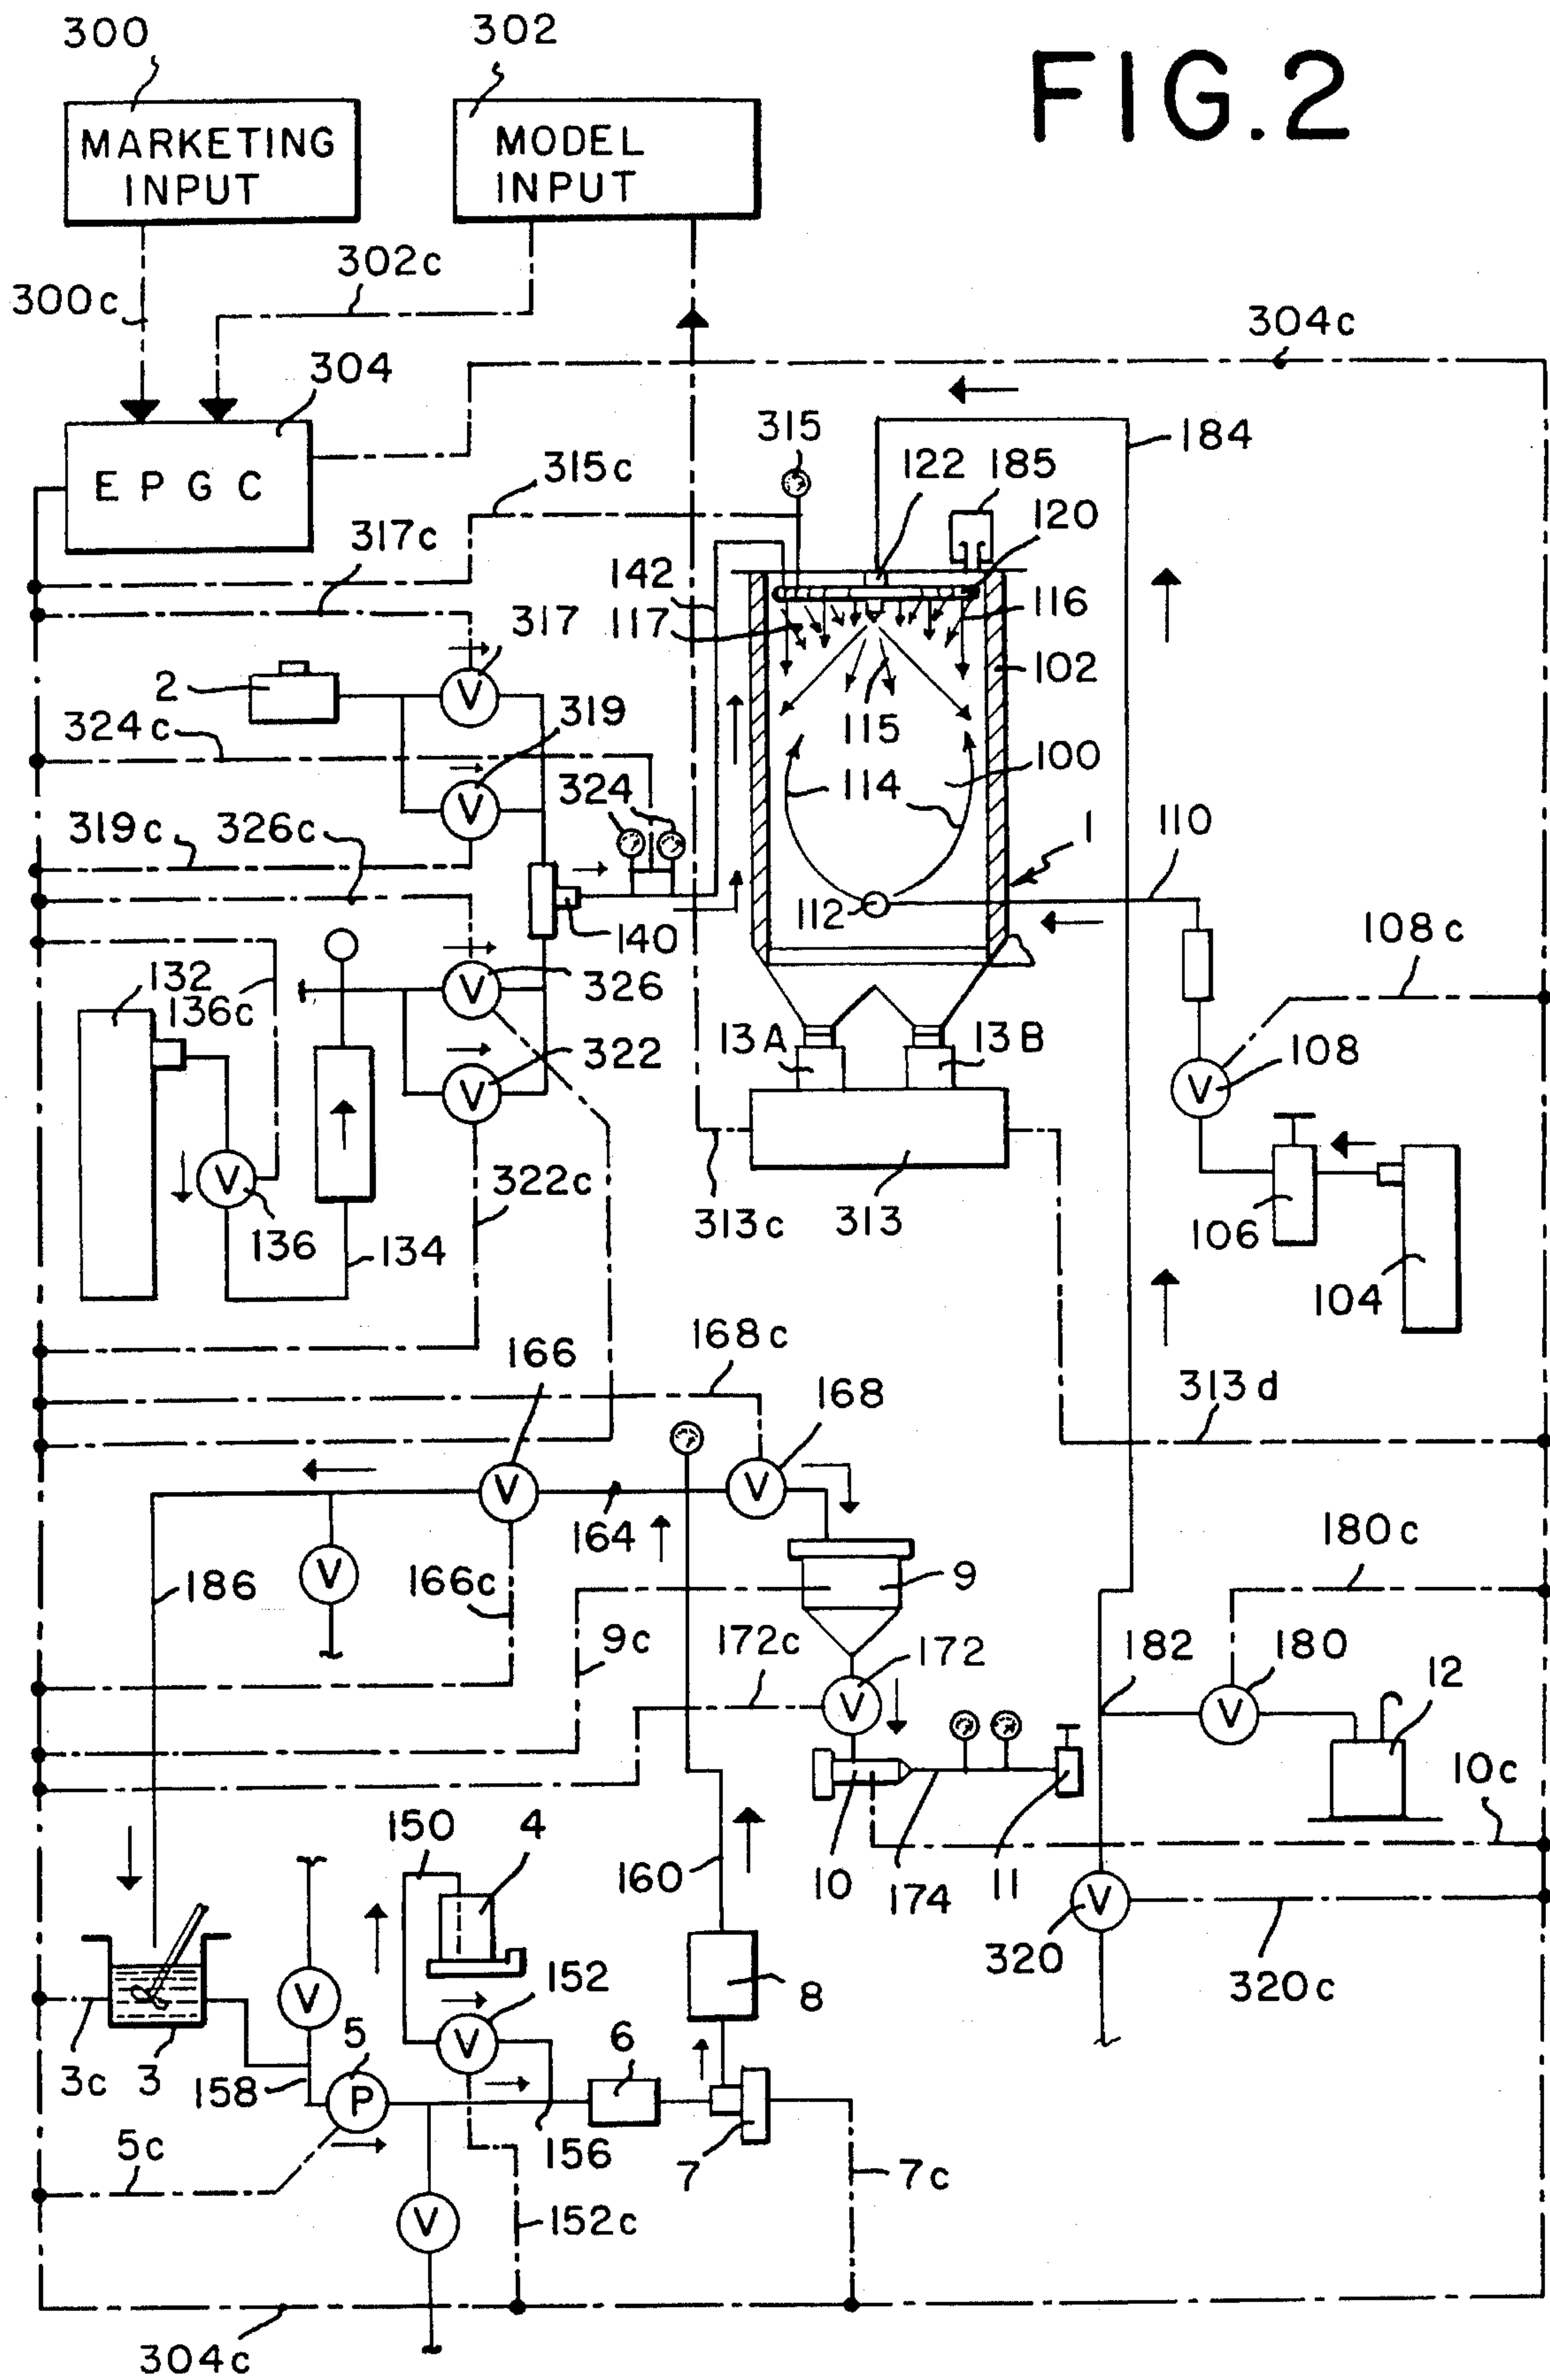 300
302
FIG.2
MARKETING
INPUT
MODEL
INPUT
302c
300c
304c
304
315
184
E P G C
315c
122
185
120
317c
142
117
116
317
2
102
319
324c
115
100
324
114
319c
326c
110
1
112
140
108c
132
136c
326
13A
13B
108
322
V
V
V
V
V
V
136
134
322c
313c
313
106
104
166
168c
168
313d
V
V
164
180c
186
V
166c
9
9c
172c
172
182
180
12
V
V
10c
150
4
160
10
174
11
V
320
320c
V
152
8
3c
3
158
5
V
6
P
5c
156
7
7c
V
152c
304c